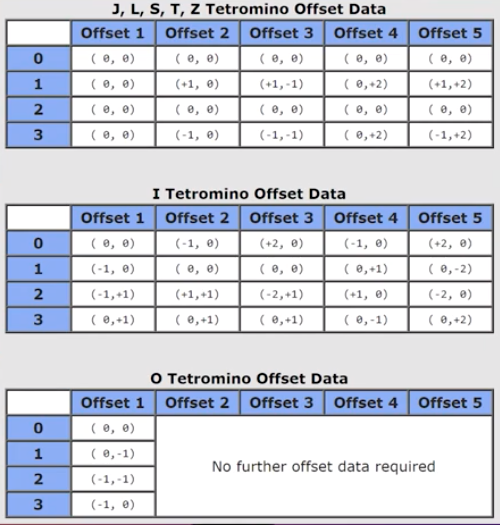 J, L, S, T, Z Tetromino Offset Data
Offset 1 Offset 2 Offset 3 Offset 4 Offset 5
0 ( 0, 0) ( 0, 0) ( 0, 0) ( 0, 0) ( 0, 0)
1 ( 0, 0) (+1, 0) (+1,-1) ( 0,+2) (+1,+2)
2 ( 0, 0) ( 0, 0) ( 0, 0) ( 0, 0) ( 0, 0)
3 ( 0, 0) (-1, 0) (-1,-1) ( 0,+2) (-1,+2)
I Tetromino Offset Data
Offset 1 Offset 2 Offset 3 Offset 4 Offset 5
0 ( 0, 0) (-1, 0) (+2, 0) (-1, 0) (+2, 0)
1 (-1, 0) ( 0, 0) ( 0, 0) ( 0,+1) ( 0,-2)
2 (-1,+1) (+1,+1) (-2,+1) (+1, 0) (-2, 0)
3 ( 0,+1) ( 0,+1) ( 0,+1) ( 0,-1) ( 0,+2)
O Tetromino Offset Data
Offset 1 Offset 2 Offset 3 Offset 4 Offset 5
0 ( 0, 0)
1 ( 0,-1)
No further offset data required
2 (-1,-1)
3 (-1, 0)